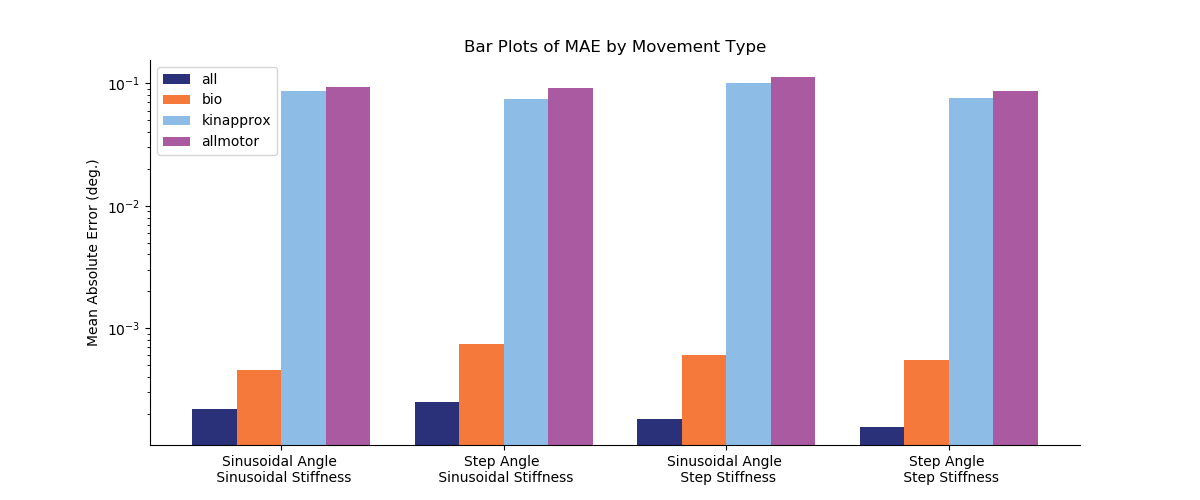 Bar Plots of MAE by Movement Type
all
bio
kinapprox
allmotor
Mean Absolute Error (deg.)
10⁻¹
10⁻²
10⁻³
Sinusoidal Angle
Sinusoidal Stiffness
Step Angle
Sinusoidal Stiffness
Sinusoidal Angle
Step Stiffness
Step Angle
Step Stiffness